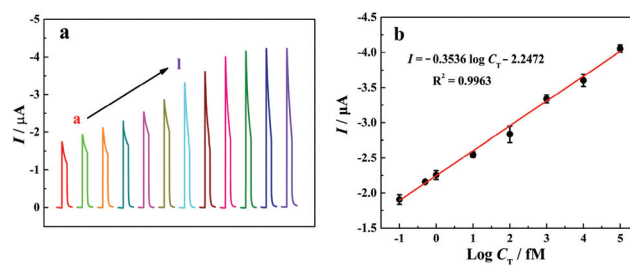 a
-5
-4
-3
-2
-1
0
I / µA
a
l
b
-4.5
-4.0
-3.5
-3.0
-2.5
-2.0
-1.5
I / µA
I = − 0.3536 log C_T − 2.2472
R² = 0.9963
-1 0 1 2 3 4 5
Log C_T / fM